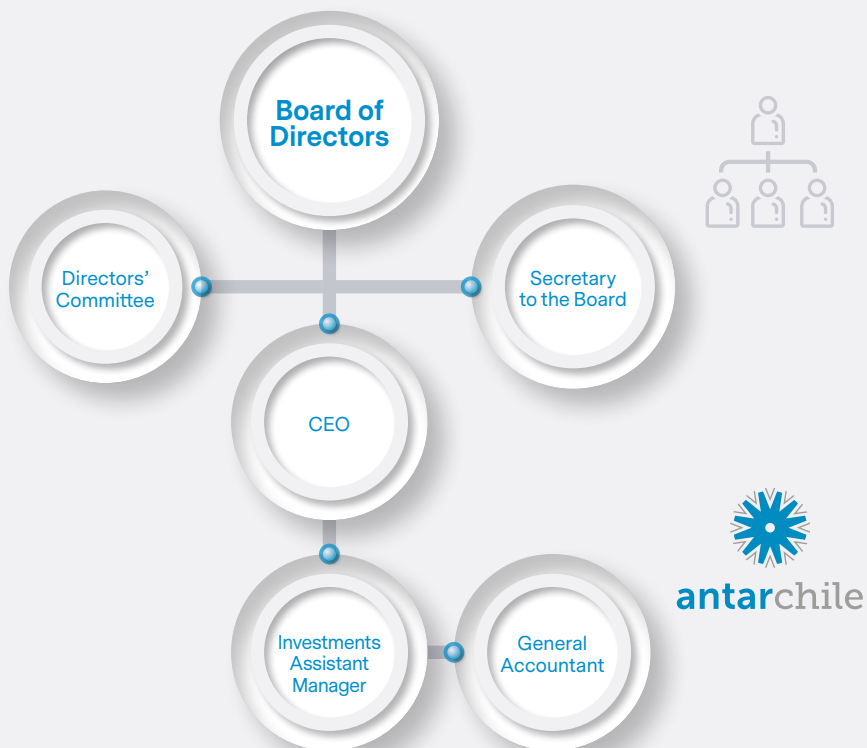 Board of
Directors
Directors’
Committee
Secretary
to the Board
CEO
Investments
Assistant
Manager
General
Accountant
antarchile